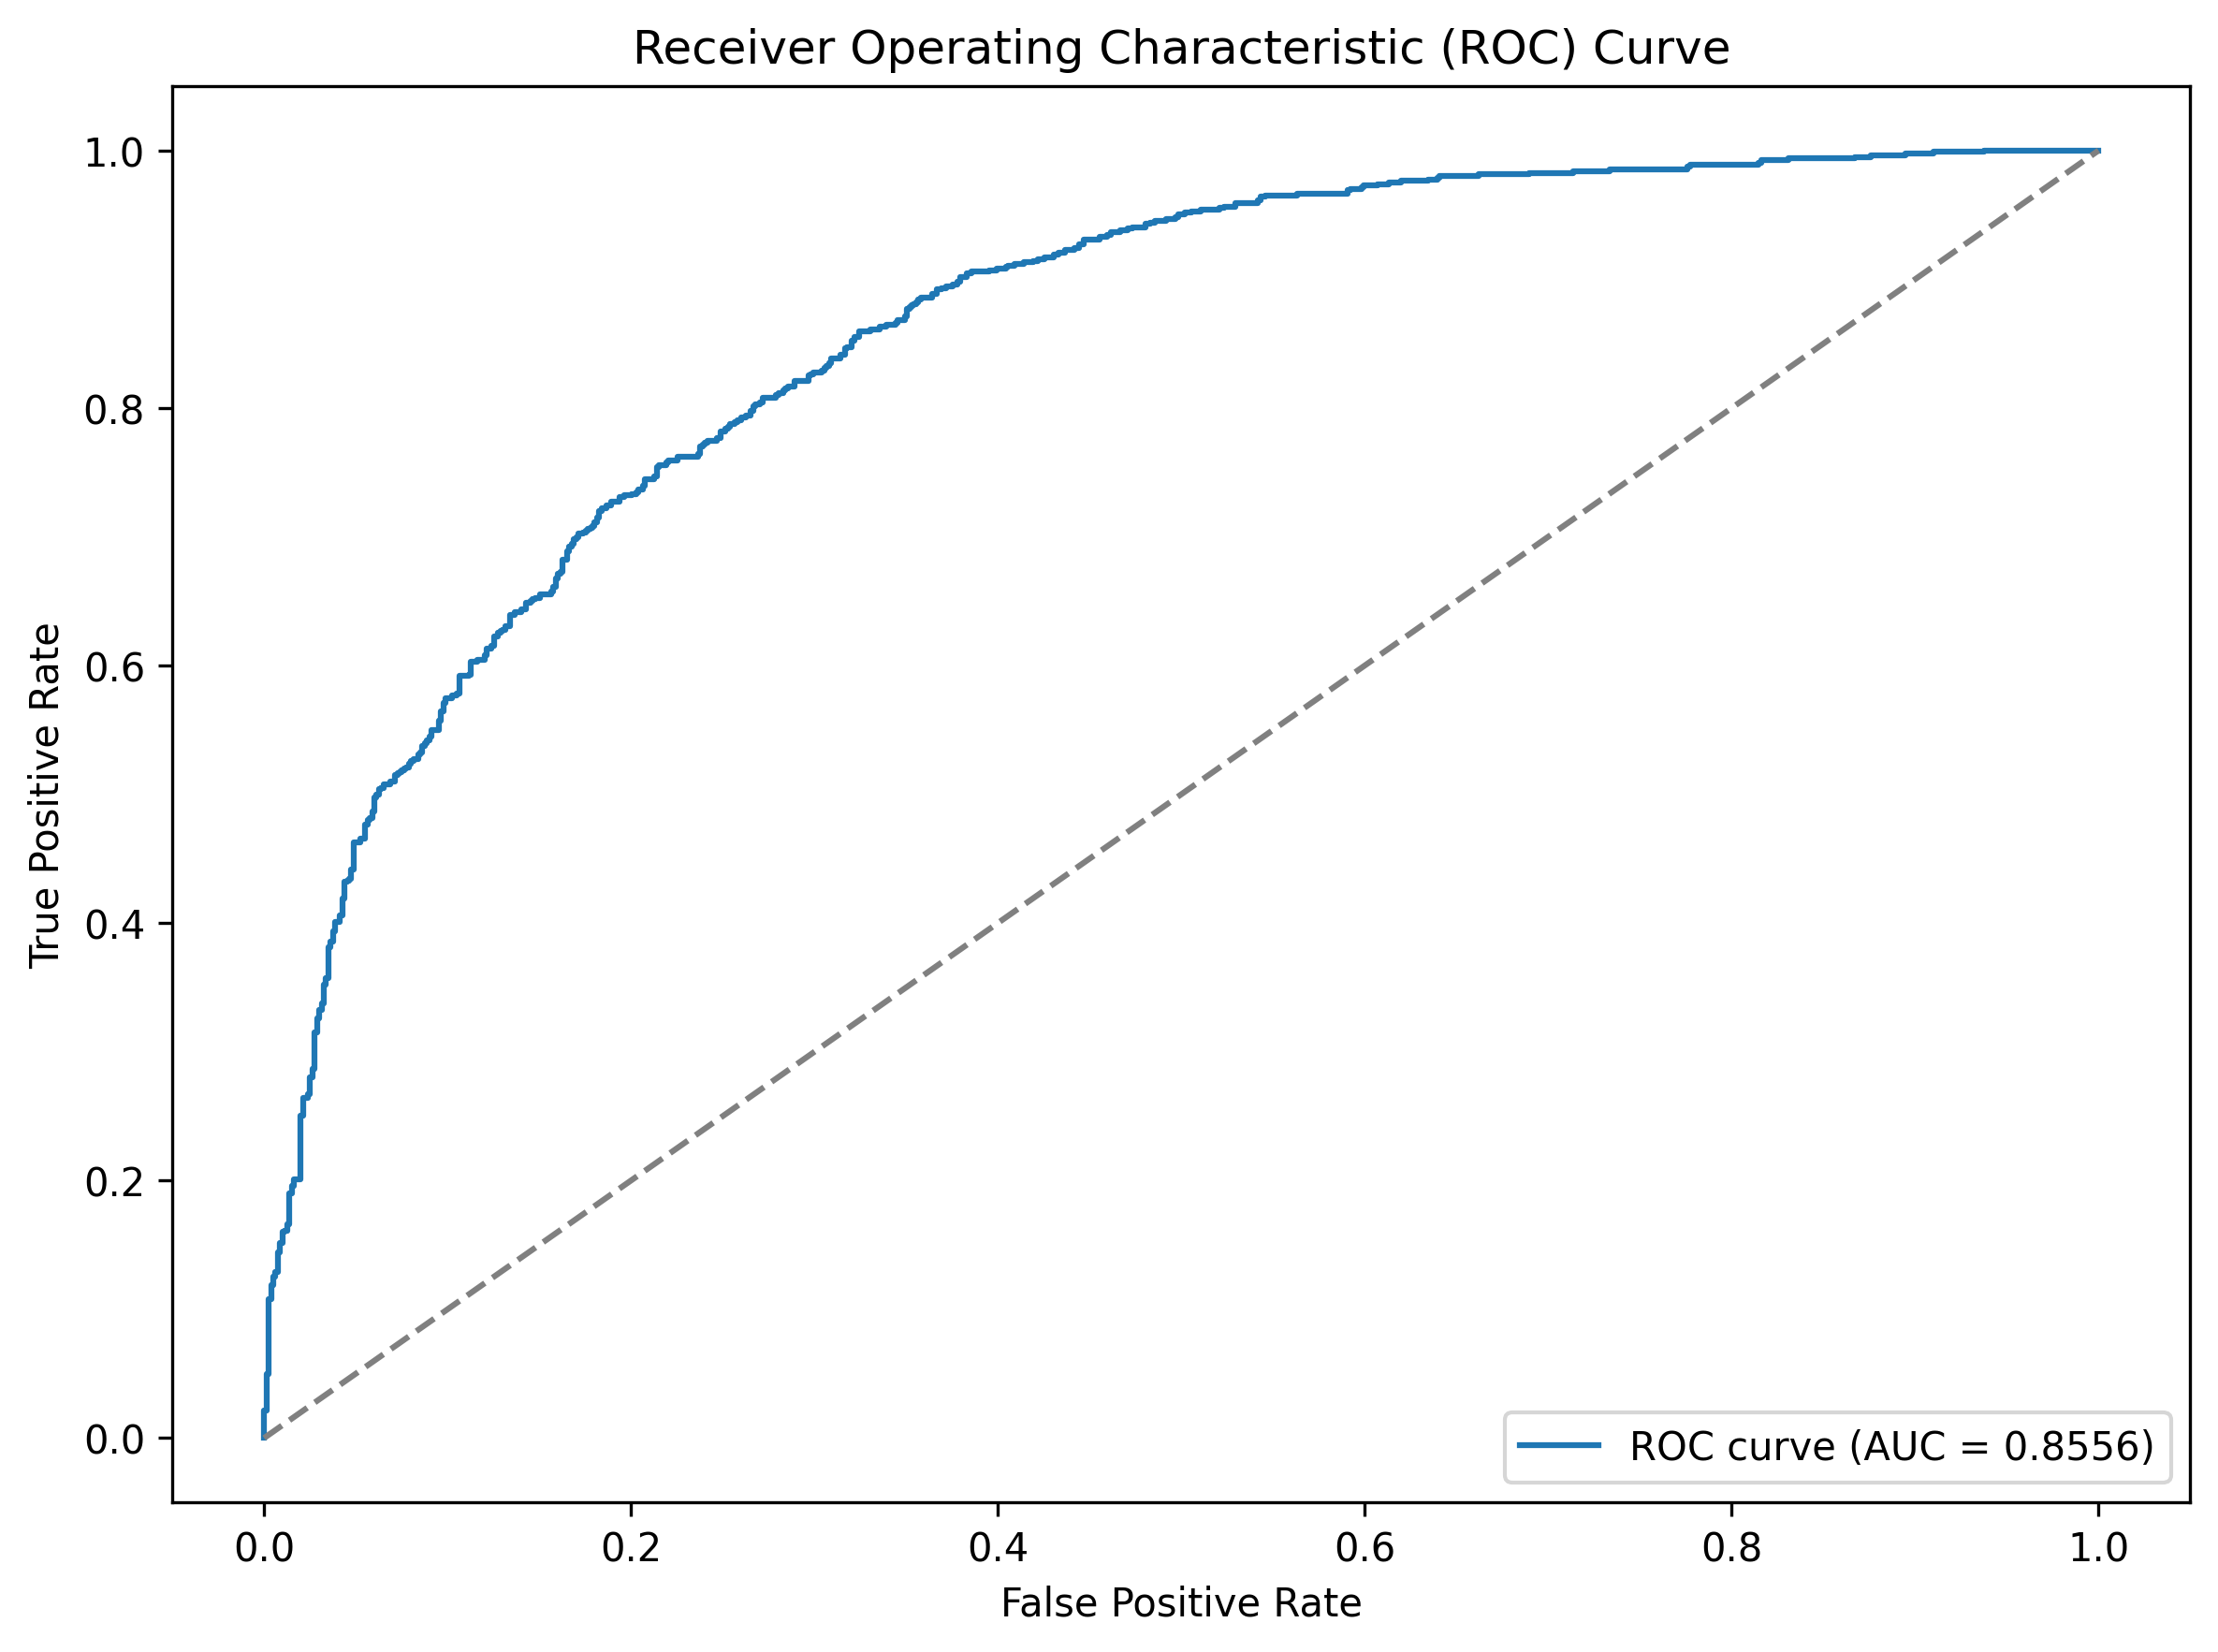 Receiver Operating Characteristic (ROC) Curve
1.0
0.8
0.6
0.4
0.2
0.0
True Positive Rate
ROC curve (AUC = 0.8556)
0.0 0.2 0.4 0.6 0.8 1.0
False Positive Rate